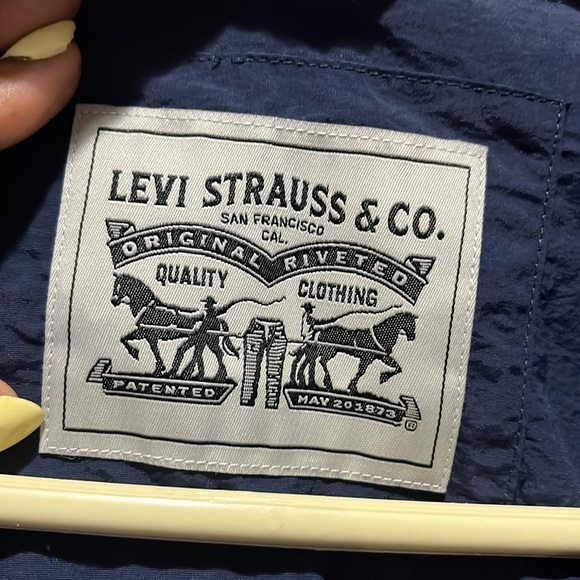 LEVI STRAUSS & CO.
SAN FRANCISCO
CAL.
ORIGINAL RIVETED
QUALITY CLOTHING
PATENTED MAY 20 1873
®